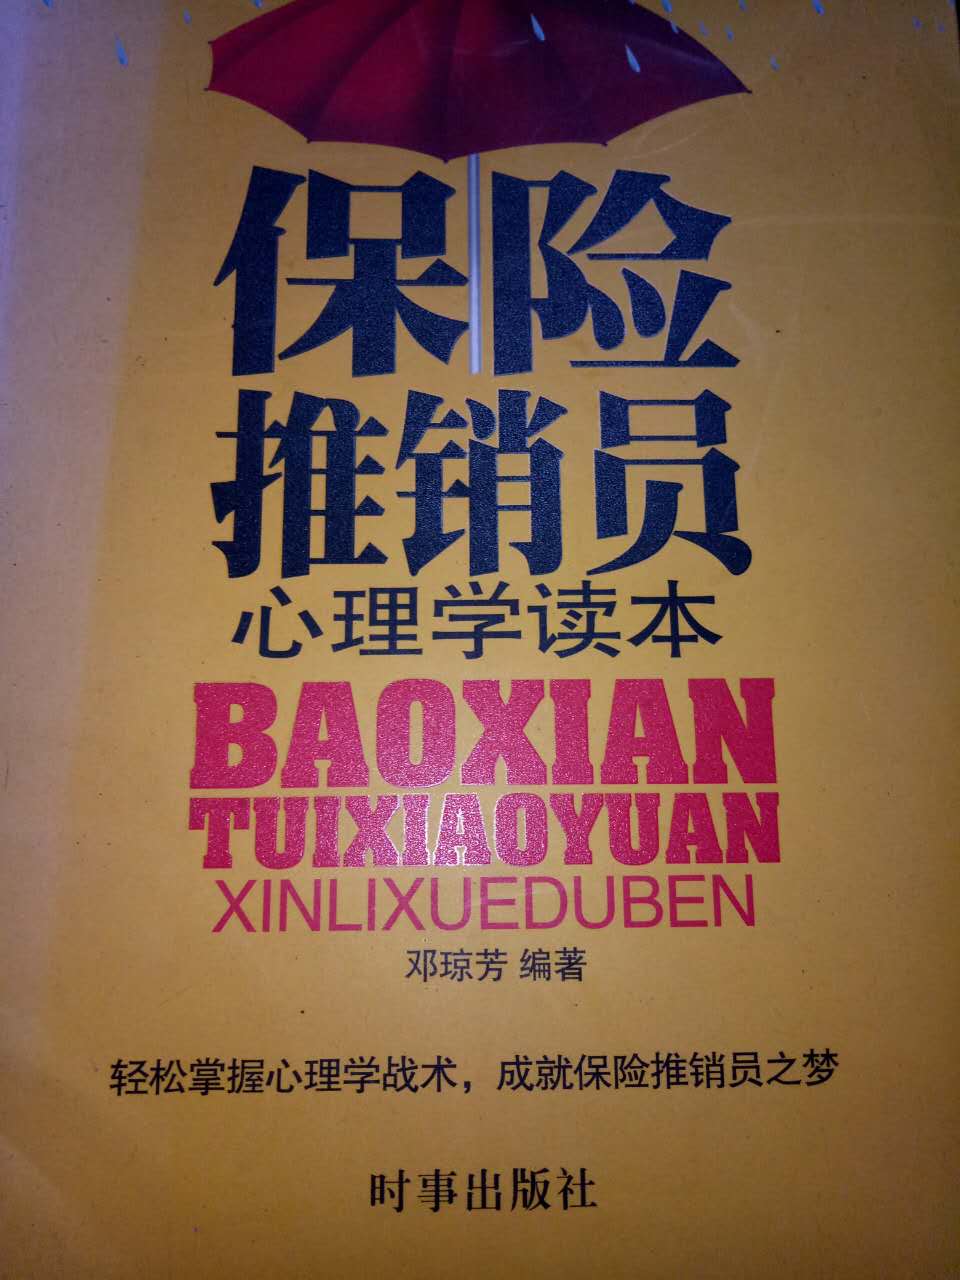 保险
推销员
心理学读本
BAOXIAN
TUIXIAOYUAN
XINLIXUEDUBEN
邓琼芳 编著
轻松掌握心理学战术，成就保险推销员之梦
时事出版社